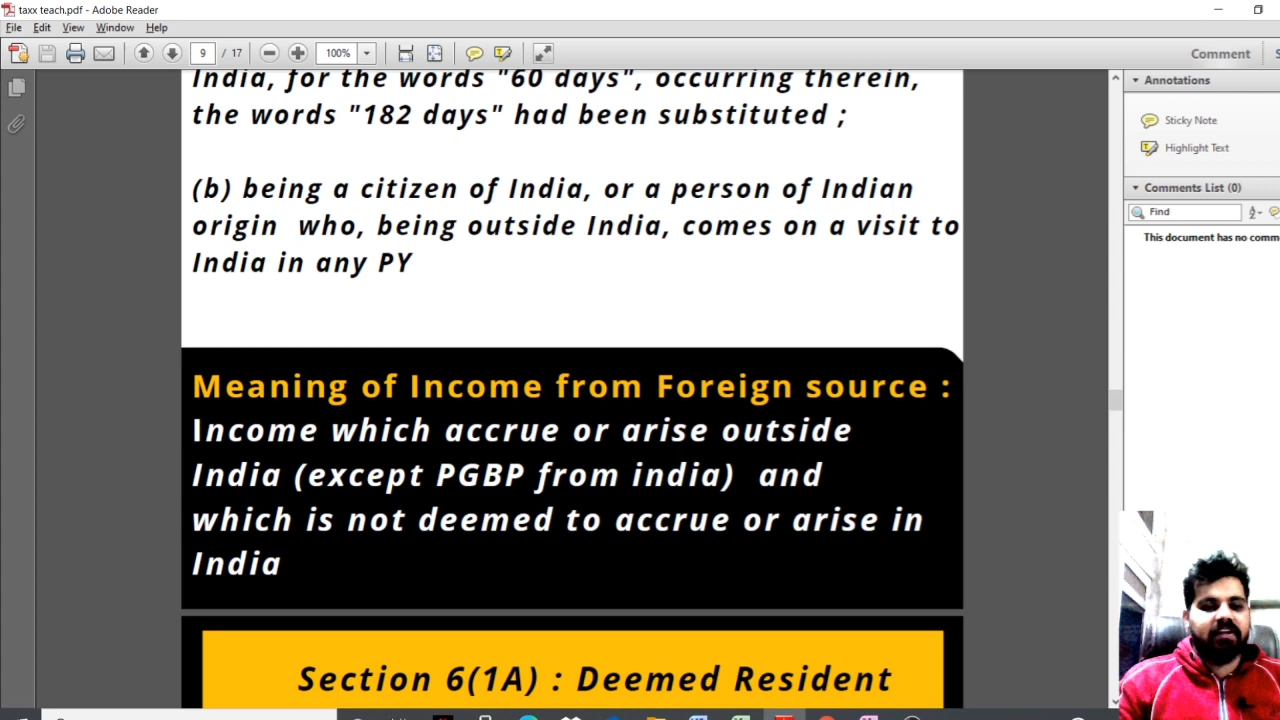 taxx teach.pdf - Adobe Reader
File Edit View Window Help
9 / 17 100% Comment
India, for the words "60 days", occurring therein,
the words "182 days" had been substituted ;
(b) being a citizen of India, or a person of Indian
origin who, being outside India, comes on a visit to
India in any PY
Meaning of Income from Foreign source :
Income which accrue or arise outside
India (except PGBP from india) and
which is not deemed to accrue or arise in
India
Section 6(1A) : Deemed Resident
Annotations
Sticky Note
Highlight Text
Comments List (0)
Find
This document has no comm